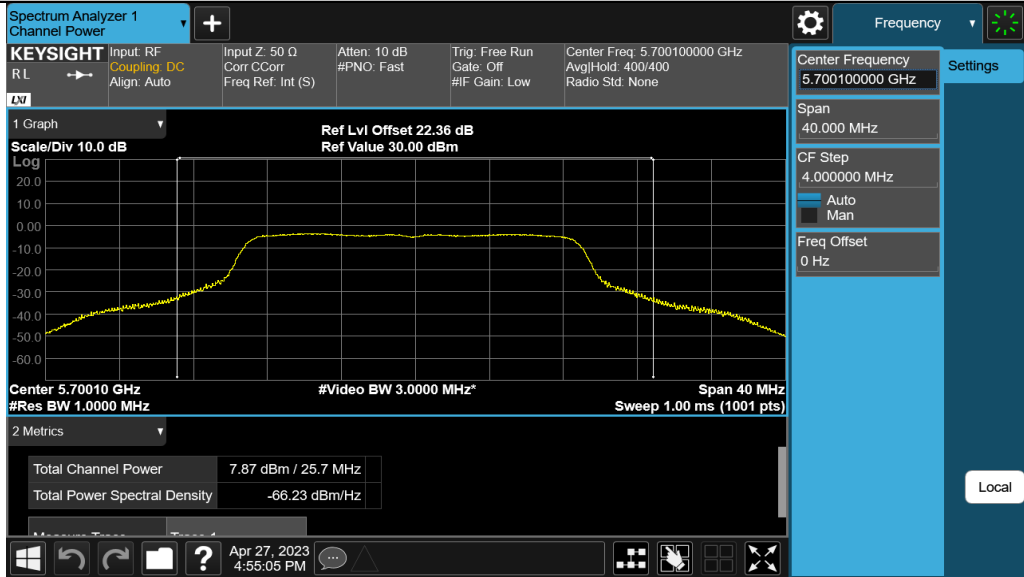 Spectrum Analyzer 1
Channel Power
Frequency
KEYSIGHT
R L
LXI
Input: RF
Coupling: DC
Align: Auto
Input Z: 50 Ω
Corr CCorr
Freq Ref: Int (S)
Atten: 10 dB
#PNO: Fast
Trig: Free Run
Gate: Off
#IF Gain: Low
Center Freq: 5.700100000 GHz
Avg|Hold: 400/400
Radio Std: None
Center Frequency
5.700100000 GHz
Settings
Span
40.000 MHz
CF Step
4.000000 MHz
Auto
Man
Freq Offset
0 Hz
Local
1 Graph
Scale/Div 10.0 dB
Ref Lvl Offset 22.36 dB
Ref Value 30.00 dBm
Log
20.0
10.0
0.00
-10.0
-20.0
-30.0
-40.0
-50.0
-60.0
Center 5.70010 GHz
#Video BW 3.0000 MHz*
Span 40 MHz
#Res BW 1.0000 MHz
Sweep 1.00 ms (1001 pts)
2 Metrics
Total Channel Power
7.87 dBm / 25.7 MHz
Total Power Spectral Density
-66.23 dBm/Hz
Measure Trace
Trace 1
?
Apr 27, 2023
4:55:05 PM